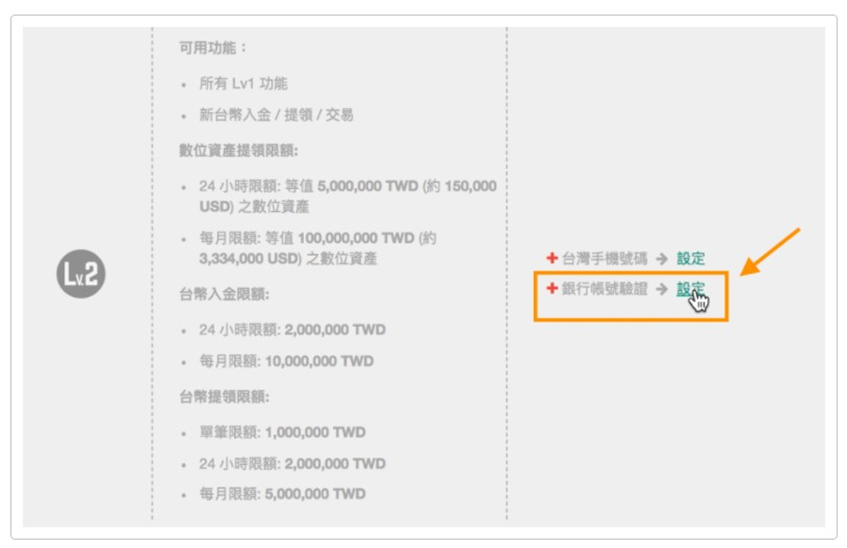 可用功能：
• 所有 Lv1 功能
• 新台幣入金 / 提領 / 交易
數位資產提領限額:
• 24 小時限額: 等值 5,000,000 TWD (約 150,000
USD) 之數位資產
• 每月限額: 等值 100,000,000 TWD (約
3,334,000 USD) 之數位資產
Lv.2
+ 台灣手機號碼 → 設定
+ 銀行帳號驗證 → 設定
台幣入金限額:
• 24 小時限額: 2,000,000 TWD
• 每月限額: 10,000,000 TWD
台幣提領限額:
• 單筆限額: 1,000,000 TWD
• 24 小時限額: 2,000,000 TWD
• 每月限額: 5,000,000 TWD